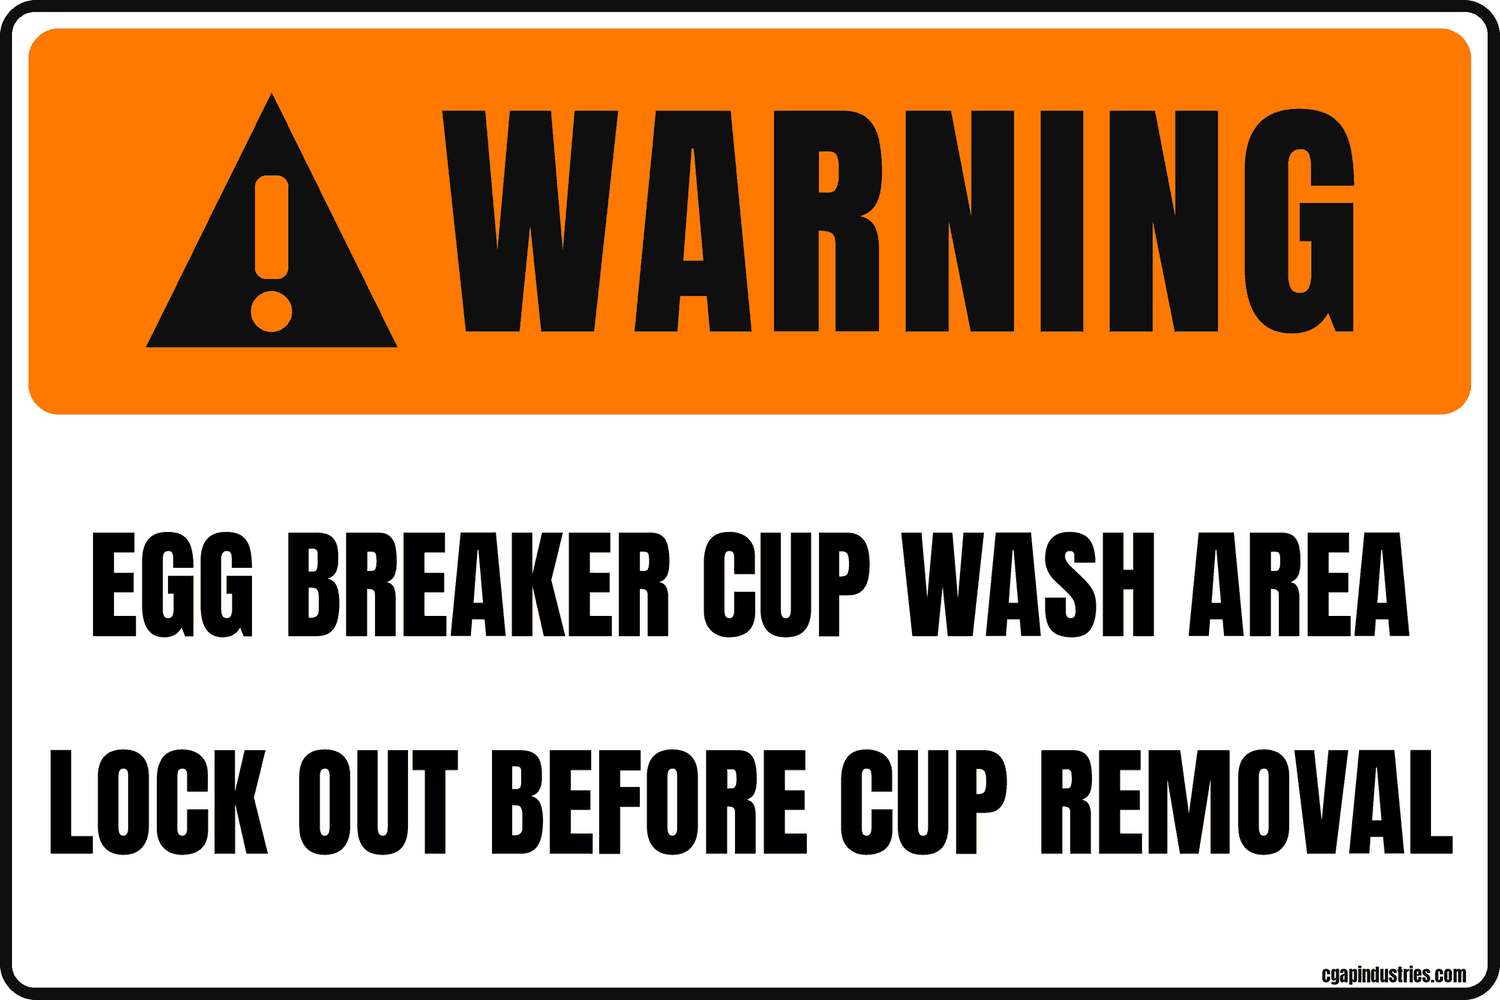 WARNING
EGG BREAKER CUP WASH AREA
LOCK OUT BEFORE CUP REMOVAL
cgapindustries.com